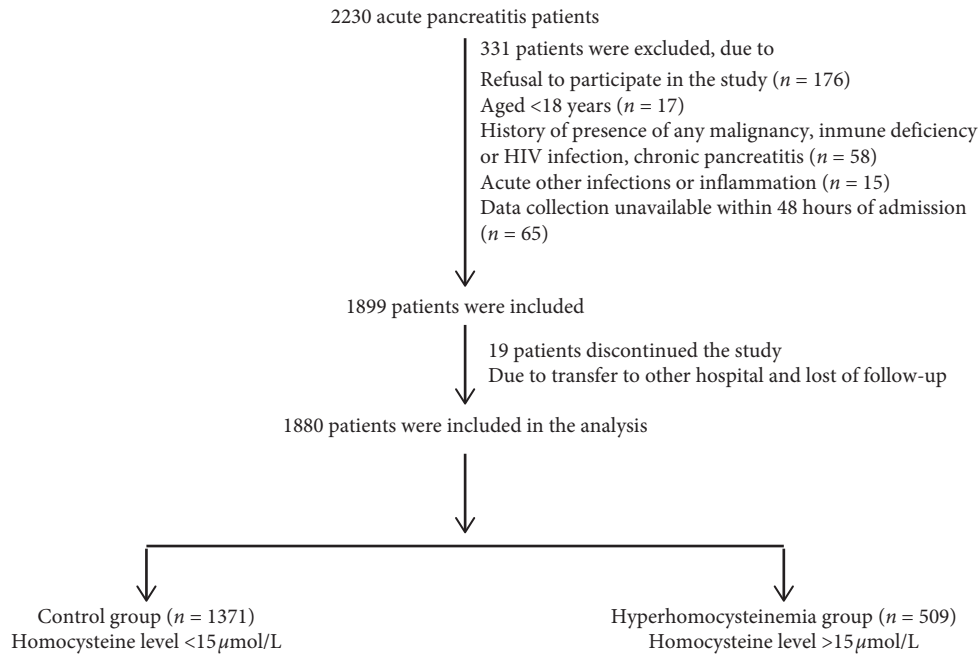 2230 acute pancreatitis patients
331 patients were excluded, due to
Refusal to participate in the study (n = 176)
Aged <18 years (n = 17)
History of presence of any malignancy, inmune deficiency
or HIV infection, chronic pancreatitis (n = 58)
Acute other infections or inflammation (n = 15)
Data collection unavailable within 48 hours of admission
(n = 65)
1899 patients were included
19 patients discontinued the study
Due to transfer to other hospital and lost of follow-up
1880 patients were included in the analysis
Control group (n = 1371)
Homocysteine level <15 μmol/L
Hyperhomocysteinemia group (n = 509)
Homocysteine level >15 μmol/L